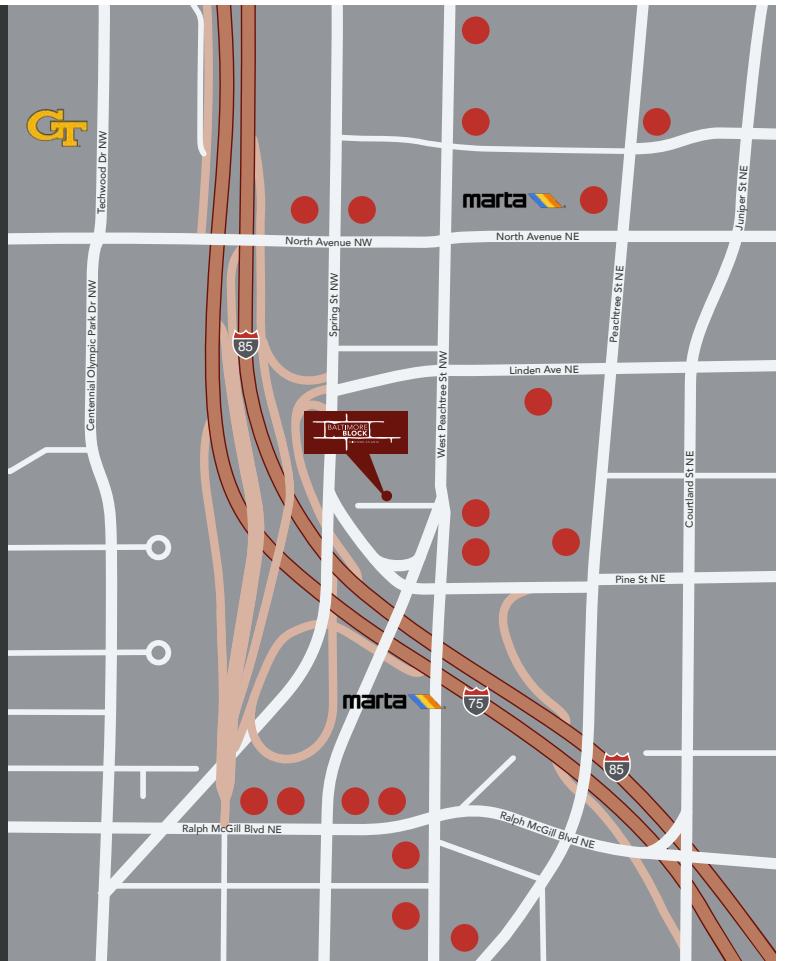 GT
Techwood Dr NW
Juniper St NE
marta
North Avenue NW
North Avenue NE
Centennial Olympic Park Dr NW
Spring St NW
Peachtree St NE
85
West Peachtree St NW
Linden Ave NE
BALTIMORE
BLOCK
Courtland St NE
Pine St NE
marta
75
85
Ralph McGill Blvd NE
Ralph McGill Blvd NE